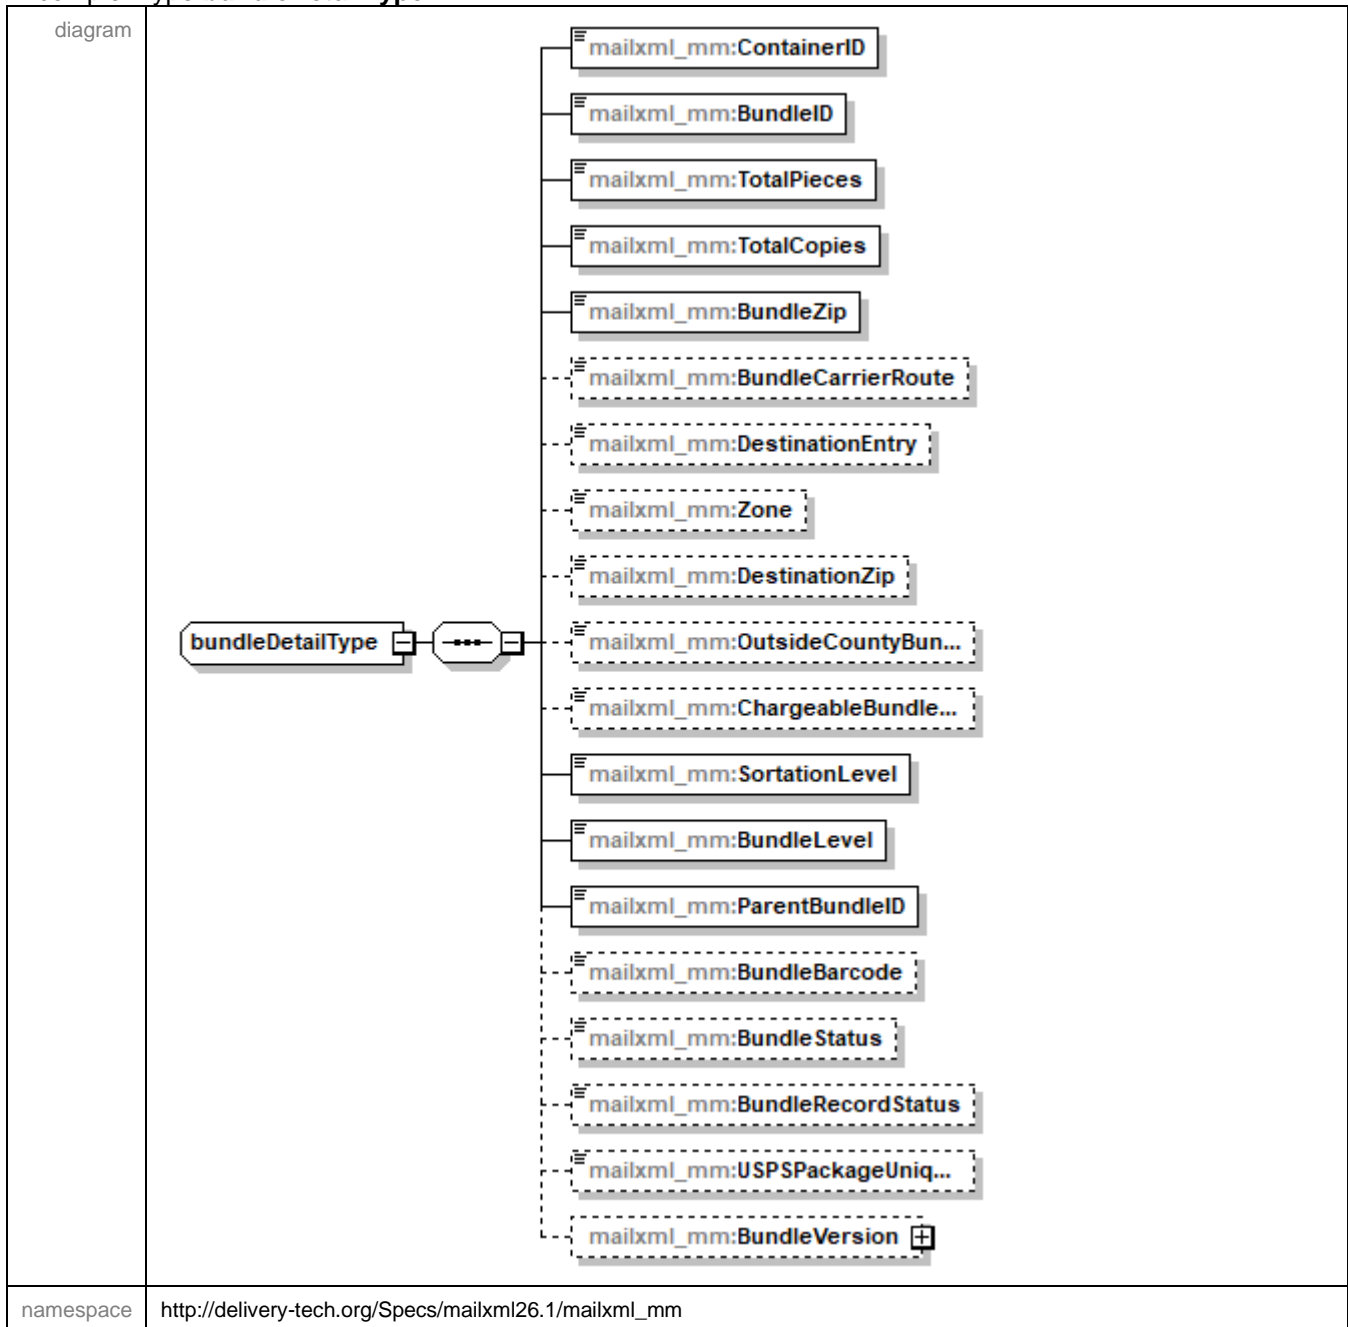 diagram
mailxml_mm:ContainerID
mailxml_mm:BundleID
mailxml_mm:TotalPieces
mailxml_mm:TotalCopies
mailxml_mm:BundleZip
mailxml_mm:BundleCarrierRoute
mailxml_mm:DestinationEntry
mailxml_mm:Zone
mailxml_mm:DestinationZip
bundleDetailType
mailxml_mm:OutsideCountyBun...
mailxml_mm:ChargeableBundle...
mailxml_mm:SortationLevel
mailxml_mm:BundleLevel
mailxml_mm:ParentBundleID
mailxml_mm:BundleBarcode
mailxml_mm:BundleStatus
mailxml_mm:BundleRecordStatus
mailxml_mm:USPSPackageUniq...
mailxml_mm:BundleVersion
namespace http://delivery-tech.org/Specs/mailxml26.1/mailxml_mm